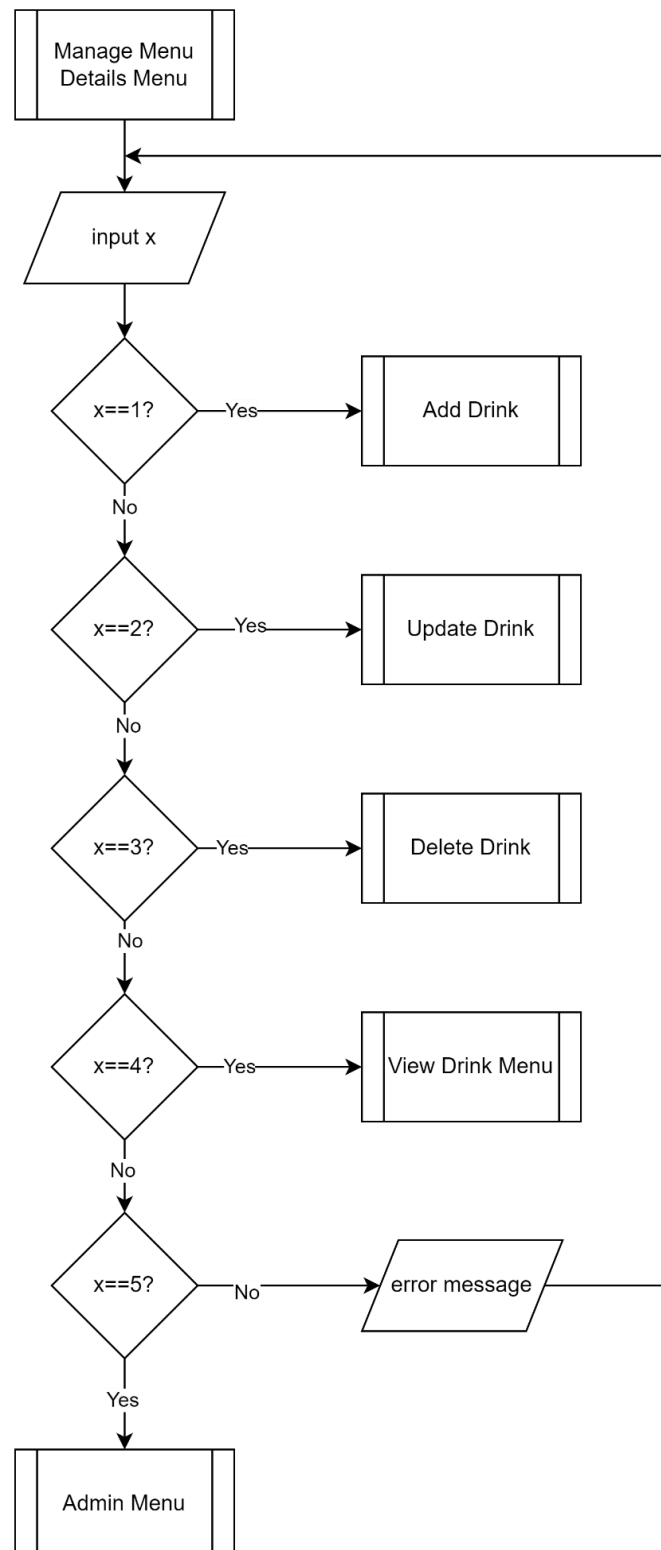 Manage Menu
Details Menu
input x
x==1?
Yes
Add Drink
No
x==2?
Yes
Update Drink
No
x==3?
Yes
Delete Drink
No
x==4?
Yes
View Drink Menu
No
x==5?
No
error message
Yes
Admin Menu